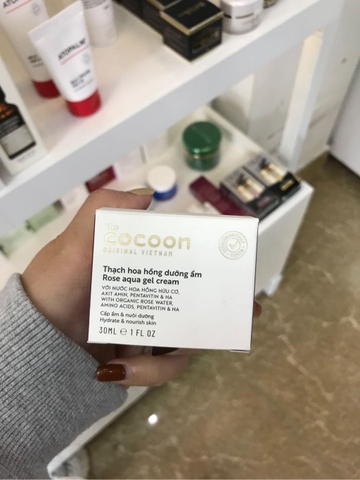 ATOPALM
ATOPALM
The
cocoon
ORIGINAL VIETNAM
Thạch hoa hồng dưỡng ẩm
Rose aqua gel cream
VỚI NƯỚC HOA HỒNG HỮU CƠ,
AXIT AMIN, PENTAVITIN & HA
WITH ORGANIC ROSE WATER,
AMINO ACIDS, PENTAVITIN & HA
Cấp ẩm & nuôi dưỡng
Hydrate & nourish skin
30ML e 1 FL OZ